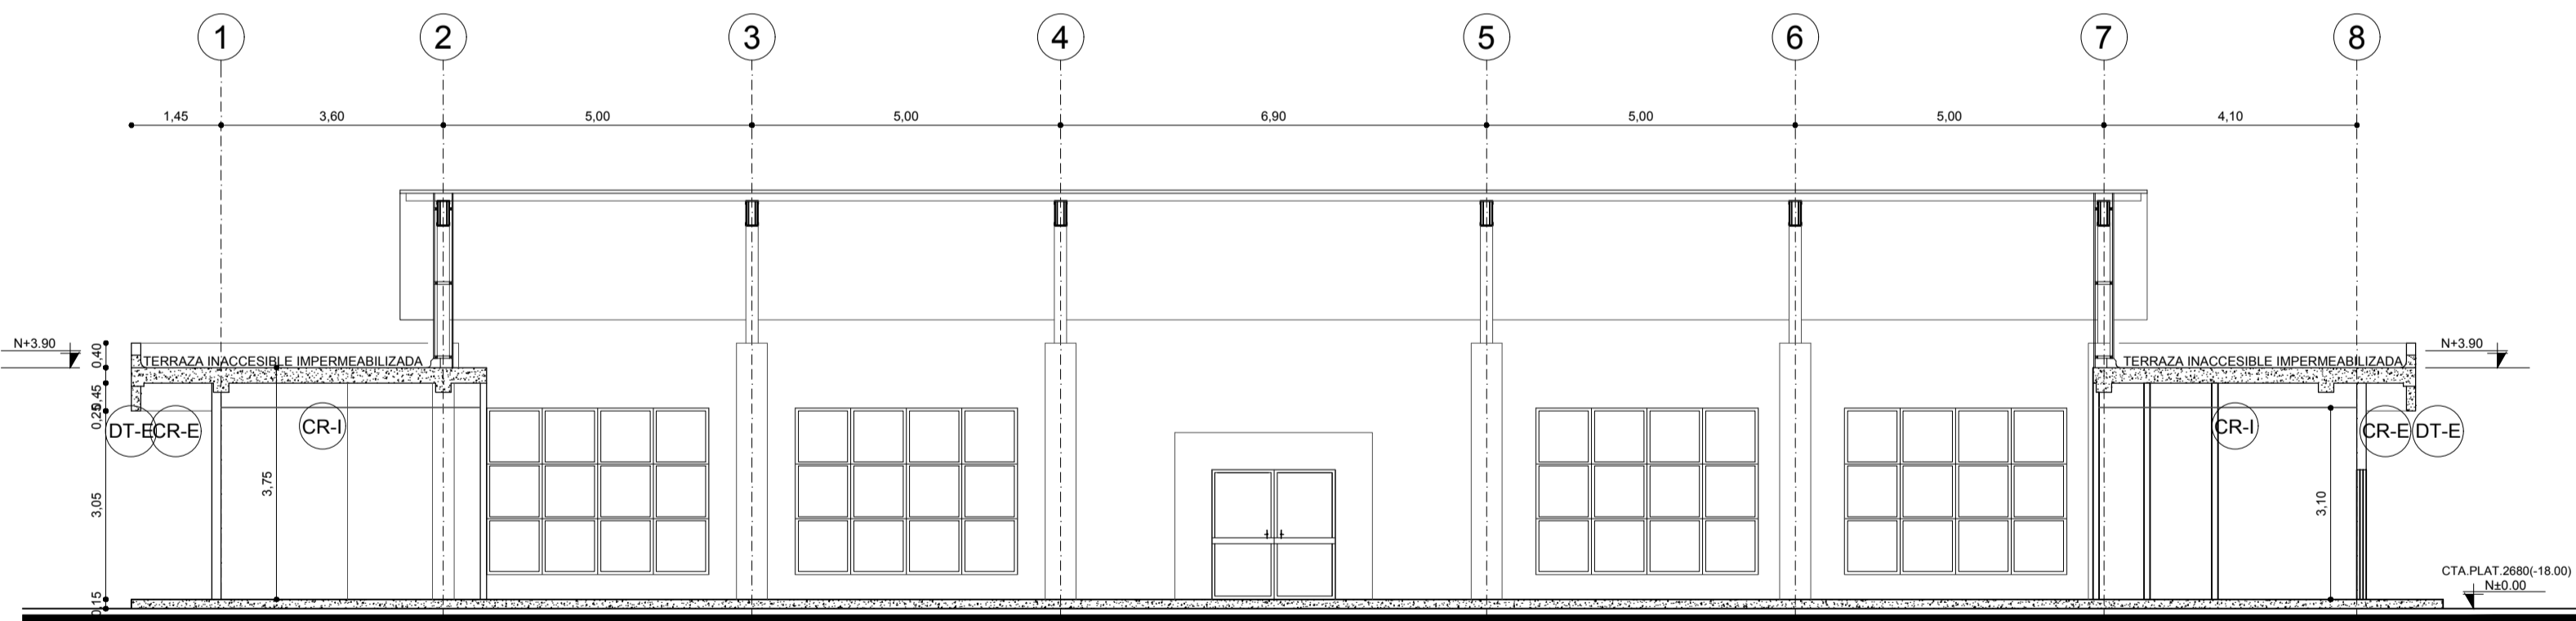 1 2 3 4 5 6 7 8
1,45 3,60 5,00 5,00 6,90 5,00 5,00 4,10
N+3.90
0,40
TERRAZA INACCESIBLE IMPERMEABILIZADA
TERRAZA INACCESIBLE IMPERMEABILIZADA
N+3.90
0,45
0,25
DT-E CR-E CR-I
CR-I CR-E DT-E
3,75
3,05
3,10
0,15
CTA.PLAT.2680(-18.00)
N±0.00